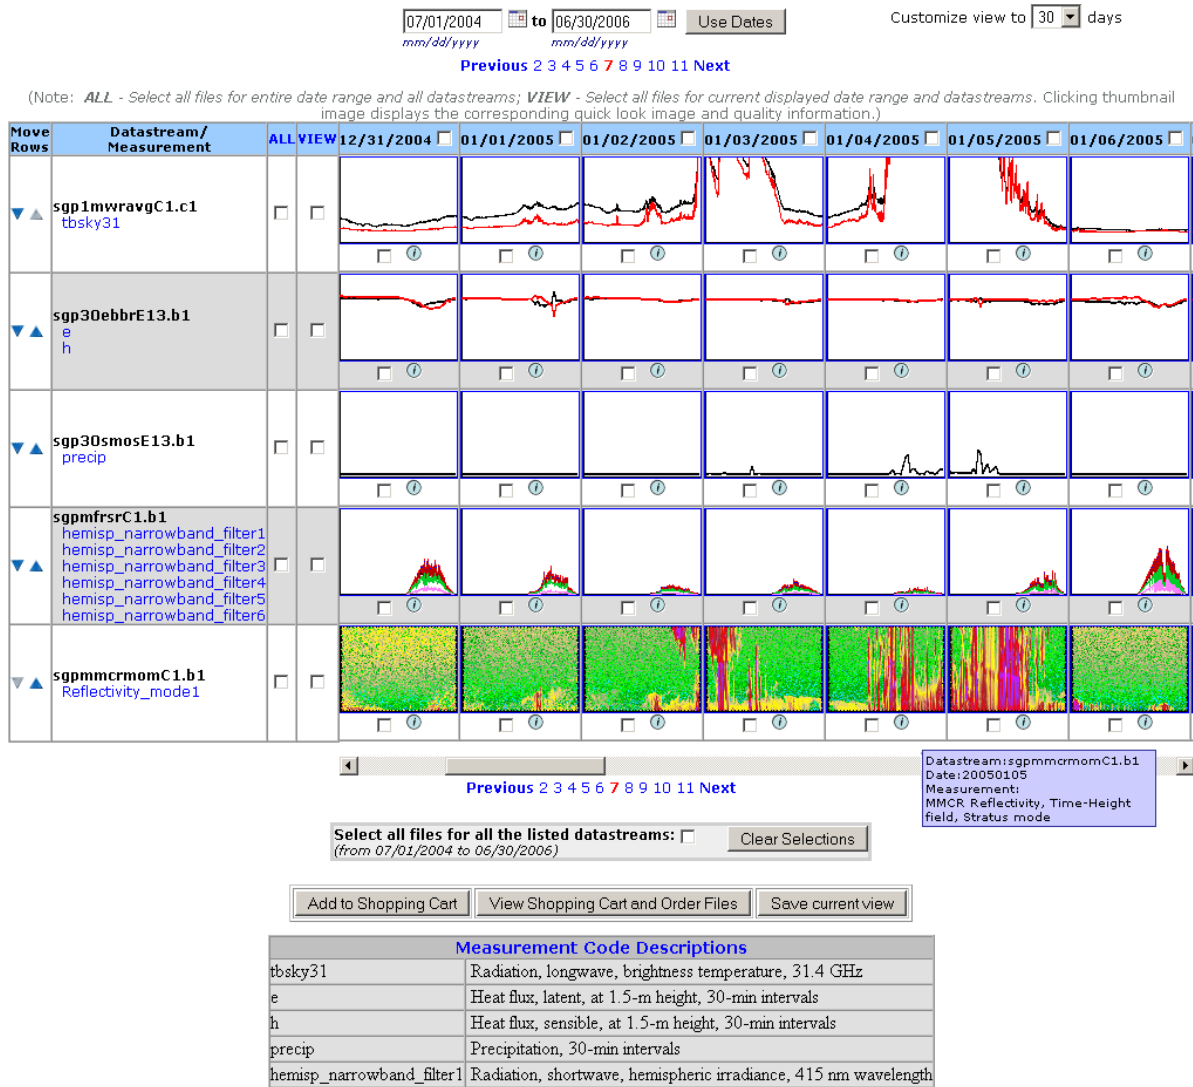 07/01/2004 to 06/30/2006 Use Dates Customize view to 30 days
mm/dd/yyyy mm/dd/yyyy
Previous 2 3 4 5 6 7 8 9 10 11 Next
(Note: ALL - Select all files for entire date range and all datastreams; VIEW - Select all files for current displayed date range and datastreams. Clicking thumbnail
image displays the corresponding quick look image and quality information.)
Move Rows Datastream/ Measurement ALL VIEW 12/31/2004 01/01/2005 01/02/2005 01/03/2005 01/04/2005 01/05/2005 01/06/2005
sgp1mwravgC1.c1
tbsky31
sgp30ebbrE13.b1
e
h
sgp30smosE13.b1
precip
sgpmfrsrC1.b1
hemisp_narrowband_filter1
hemisp_narrowband_filter2
hemisp_narrowband_filter3
hemisp_narrowband_filter4
hemisp_narrowband_filter5
hemisp_narrowband_filter6
sgpmmcrmomC1.b1
Reflectivity_mode1
Datastream:sgpmmcrmomC1.b1
Date:20050105
Measurement:
MMCR Reflectivity, Time-Height
field, Stratus mode
Previous 2 3 4 5 6 7 8 9 10 11 Next
Select all files for all the listed datastreams: Clear Selections
(from 07/01/2004 to 06/30/2006)
Add to Shopping Cart View Shopping Cart and Order Files Save current view
Measurement Code Descriptions
tbsky31 Radiation, longwave, brightness temperature, 31.4 GHz
e Heat flux, latent, at 1.5-m height, 30-min intervals
h Heat flux, sensible, at 1.5-m height, 30-min intervals
precip Precipitation, 30-min intervals
hemisp_narrowband_filter1 Radiation, shortwave, hemispheric irradiance, 415 nm wavelength